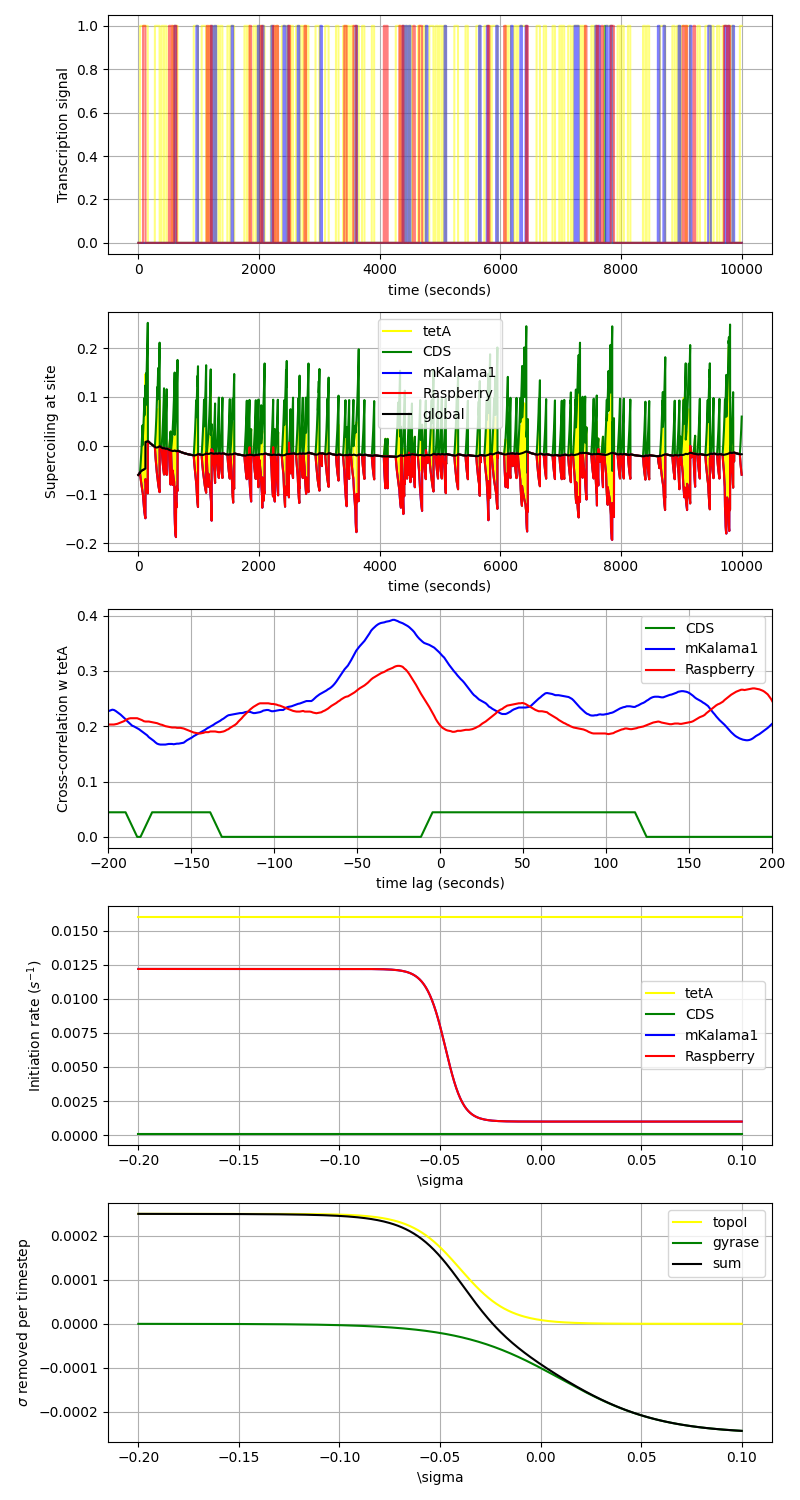 Transcription signal
1.0
0.8
0.6
0.4
0.2
0.0
0 2000 4000 6000 8000 10000
time (seconds)
Supercoiling at site
0.2
0.1
0.0
−0.1
−0.2
tetA
CDS
mKalama1
Raspberry
global
0 2000 4000 6000 8000 10000
time (seconds)
Cross-correlation w tetA
0.4
0.3
0.2
0.1
0.0
CDS
mKalama1
Raspberry
−200 −150 −100 −50 0 50 100 150 200
time lag (seconds)
Initiation rate (s⁻¹)
0.0150
0.0125
0.0100
0.0075
0.0050
0.0025
0.0000
tetA
CDS
mKalama1
Raspberry
−0.20 −0.15 −0.10 −0.05 0.00 0.05 0.10
\sigma
σ removed per timestep
0.0002
0.0001
0.0000
−0.0001
−0.0002
topoI
gyrase
sum
−0.20 −0.15 −0.10 −0.05 0.00 0.05 0.10
\sigma